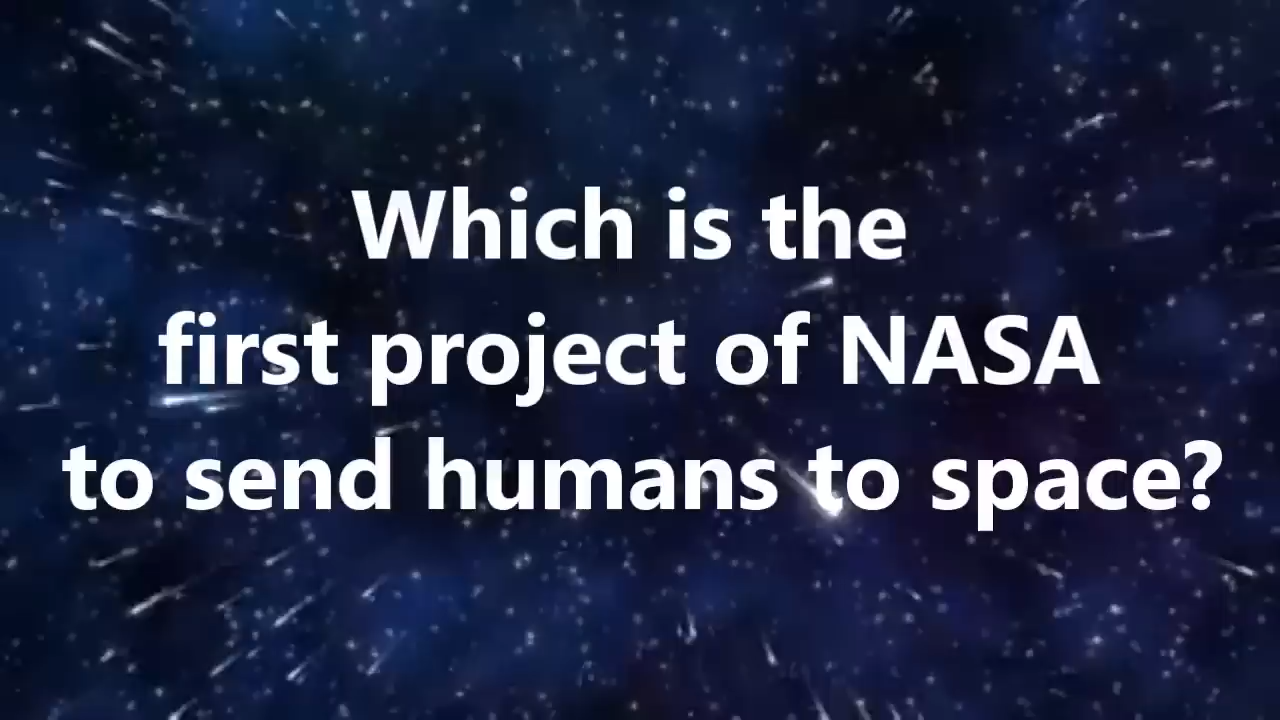 Which is the
first project of NASA
to send humans to space?